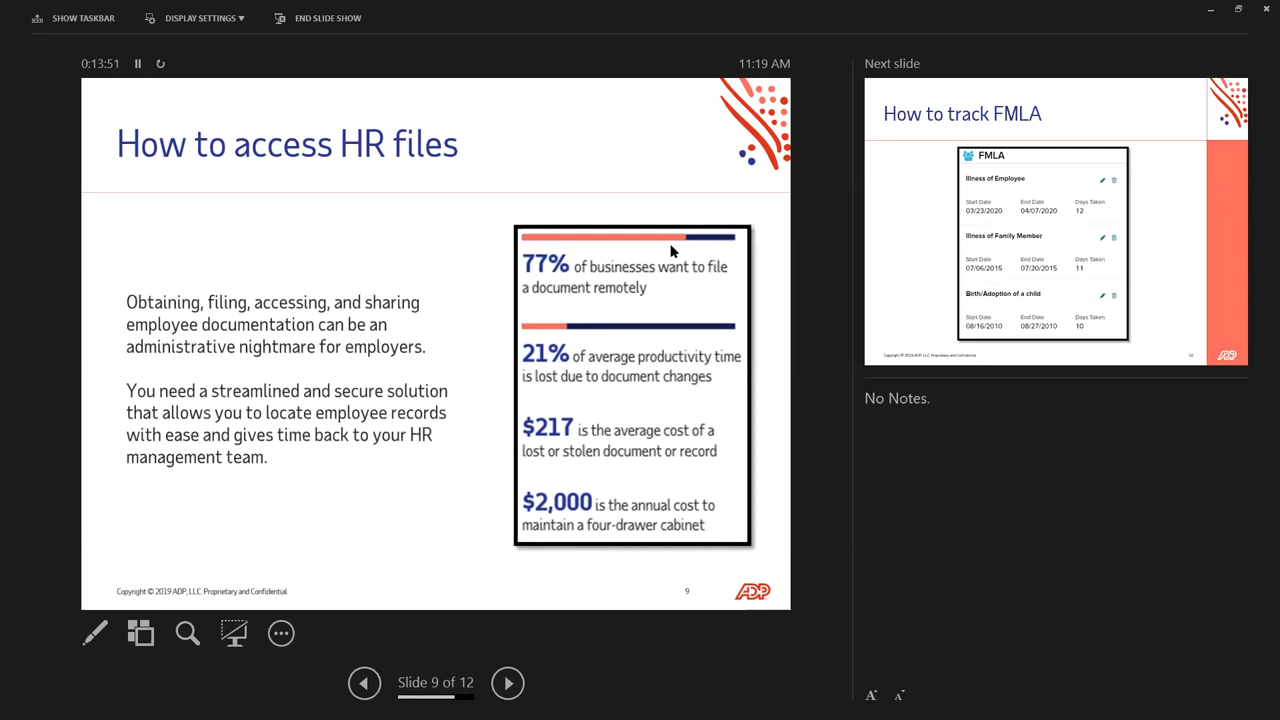 SHOW TASKBAR
DISPLAY SETTINGS ▼
END SLIDE SHOW
0:13:51
11:19 AM
How to access HR files
Obtaining, filing, accessing, and sharing
employee documentation can be an
administrative nightmare for employers.
You need a streamlined and secure solution
that allows you to locate employee records
with ease and gives time back to your HR
management team.
77% of businesses want to file
a document remotely
21% of average productivity time
is lost due to document changes
$217 is the average cost of a
lost or stolen document or record
$2,000 is the annual cost to
maintain a four-drawer cabinet
Copyright © 2019 ADP, LLC. Proprietary and Confidential.
9
ADP
Slide 9 of 12
Next slide
How to track FMLA
FMLA
Illness of Employee
Start Date End Date Days Taken
03/23/2020 04/07/2020 12
Illness of Family Member
Start Date End Date Days Taken
07/06/2015 07/20/2015 11
Birth/Adoption of a child
Start Date End Date Days Taken
08/16/2010 08/27/2010 10
Copyright © 2019 ADP, LLC. Proprietary and Confidential.
10
ADP
No Notes.
A A